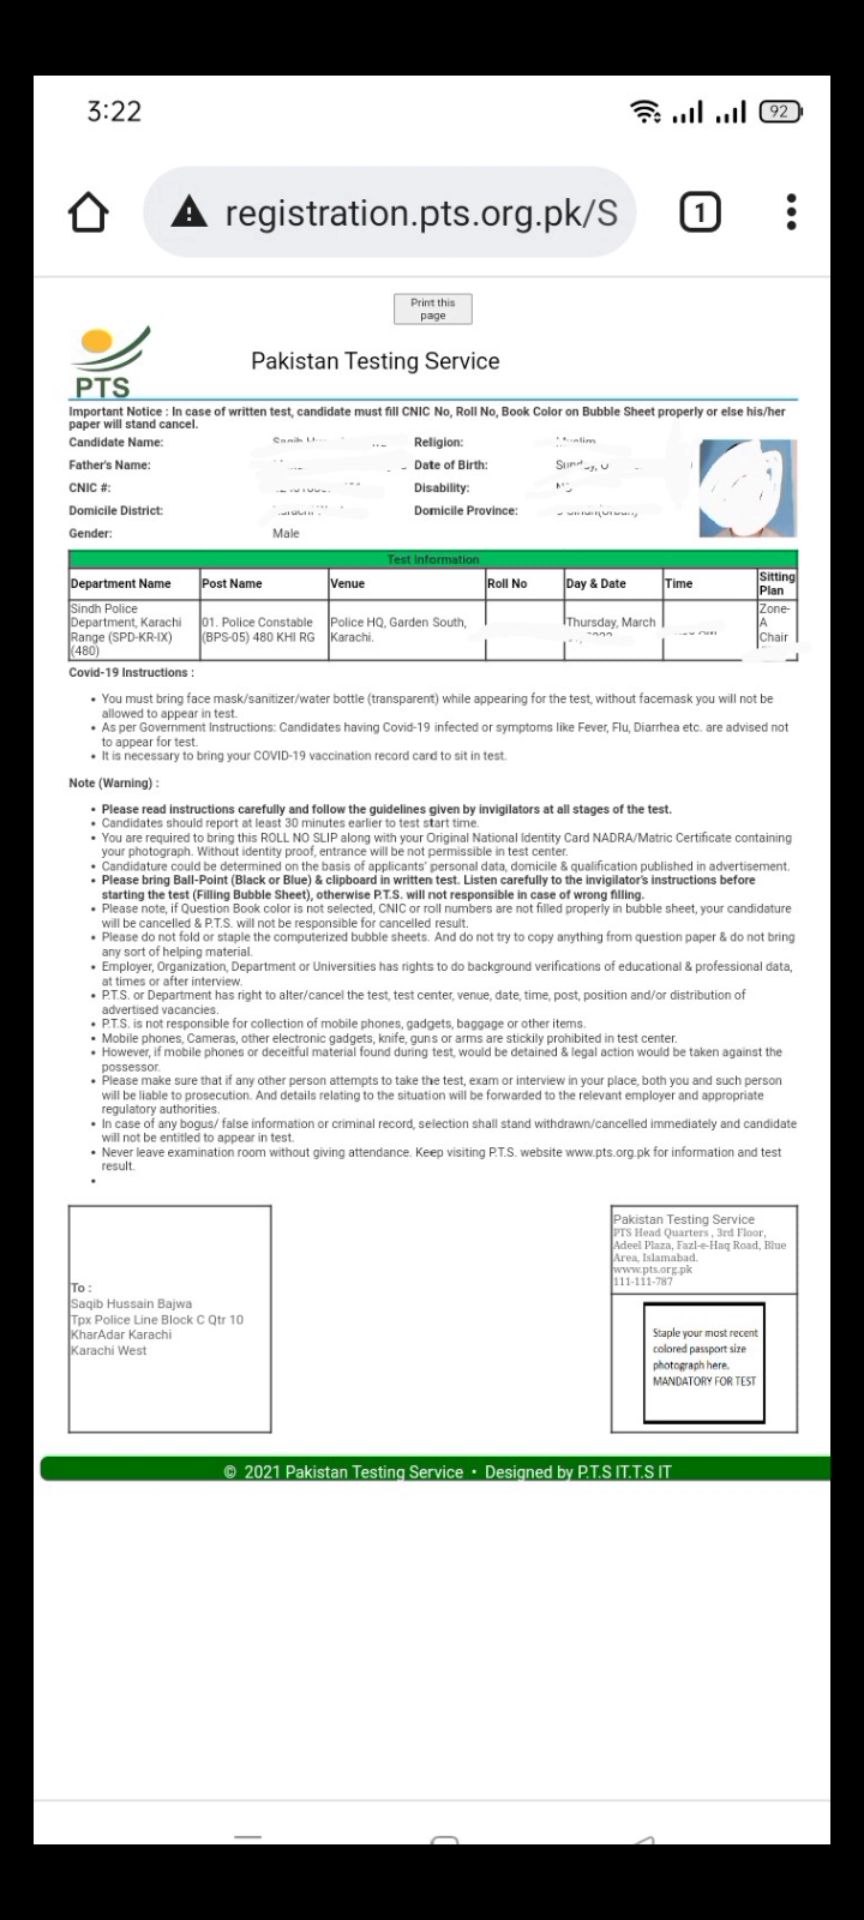 3:22
92
registration.pts.org.pk/S
1
Print this
page
PTS
Pakistan Testing Service
Important Notice : In case of written test, candidate must fill CNIC No, Roll No, Book Color on Bubble Sheet properly or else his/her
paper will stand cancel.
Candidate Name: Religion:
Father's Name: Date of Birth:
CNIC #: Disability:
Domicile District: Domicile Province:
Gender: Male
Test Information
Department Name Post Name Venue Roll No Day & Date Time Sitting
Plan
Sindh Police
Department, Karachi
Range (SPD-KR-IX)
(480)
01. Police Constable
(BPS-05) 480 KHI RG
Police HQ, Garden South,
Karachi.
Thursday, March
Zone-
A
Chair
Covid-19 Instructions :
• You must bring face mask/sanitizer/water bottle (transparent) while appearing for the test, without facemask you will not be
allowed to appear in test.
• As per Government Instructions: Candidates having Covid-19 infected or symptoms like Fever, Flu, Diarrhea etc. are advised not
to appear for test.
• It is necessary to bring your COVID-19 vaccination record card to sit in test.
Note (Warning) :
• Please read instructions carefully and follow the guidelines given by invigilators at all stages of the test.
• Candidates should report at least 30 minutes earlier to test start time.
• You are required to bring this ROLL NO SLIP along with your Original National Identity Card NADRA/Matric Certificate containing
your photograph. Without identity proof, entrance will be not permissible in test center.
• Candidature could be determined on the basis of applicants' personal data, domicile & qualification published in advertisement.
• Please bring Ball-Point (Black or Blue) & clipboard in written test. Listen carefully to the invigilator's instructions before
starting the test (Filling Bubble Sheet), otherwise P.T.S. will not responsible in case of wrong filling.
• Please note, if Question Book color is not selected, CNIC or roll numbers are not filled properly in bubble sheet, your candidature
will be cancelled & P.T.S. will not be responsible for cancelled result.
• Please do not fold or staple the computerized bubble sheets. And do not try to copy anything from question paper & do not bring
any sort of helping material.
• Employer, Organization, Department or Universities has rights to do background verifications of educational & professional data,
at times or after interview.
• P.T.S. or Department has right to alter/cancel the test, test center, venue, date, time, post, position and/or distribution of
advertised vacancies.
• P.T.S. is not responsible for collection of mobile phones, gadgets, baggage or other items.
• Mobile phones, Cameras, other electronic gadgets, knife, guns or arms are stickily prohibited in test center.
• However, if mobile phones or deceitful material found during test, would be detained & legal action would be taken against the
possessor.
• Please make sure that if any other person attempts to take the test, exam or interview in your place, both you and such person
will be liable to prosecution. And details relating to the situation will be forwarded to the relevant employer and appropriate
regulatory authorities.
• In case of any bogus/ false information or criminal record, selection shall stand withdrawn/cancelled immediately and candidate
will not be entitled to appear in test.
• Never leave examination room without giving attendance. Keep visiting P.T.S. website www.pts.org.pk for information and test
result.
To :
Saqib Hussain Bajwa
Tpx Police Line Block C Qtr 10
KharAdar Karachi
Karachi West
Pakistan Testing Service
PTS Head Quarters , 3rd Floor,
Adeel Plaza, Fazl-e-Haq Road, Blue
Area, Islamabad.
www.pts.org.pk
111-111-787
Staple your most recent
colored passport size
photograph here.
MANDATORY FOR TEST
© 2021 Pakistan Testing Service • Designed by P.T.S IT.T.S IT